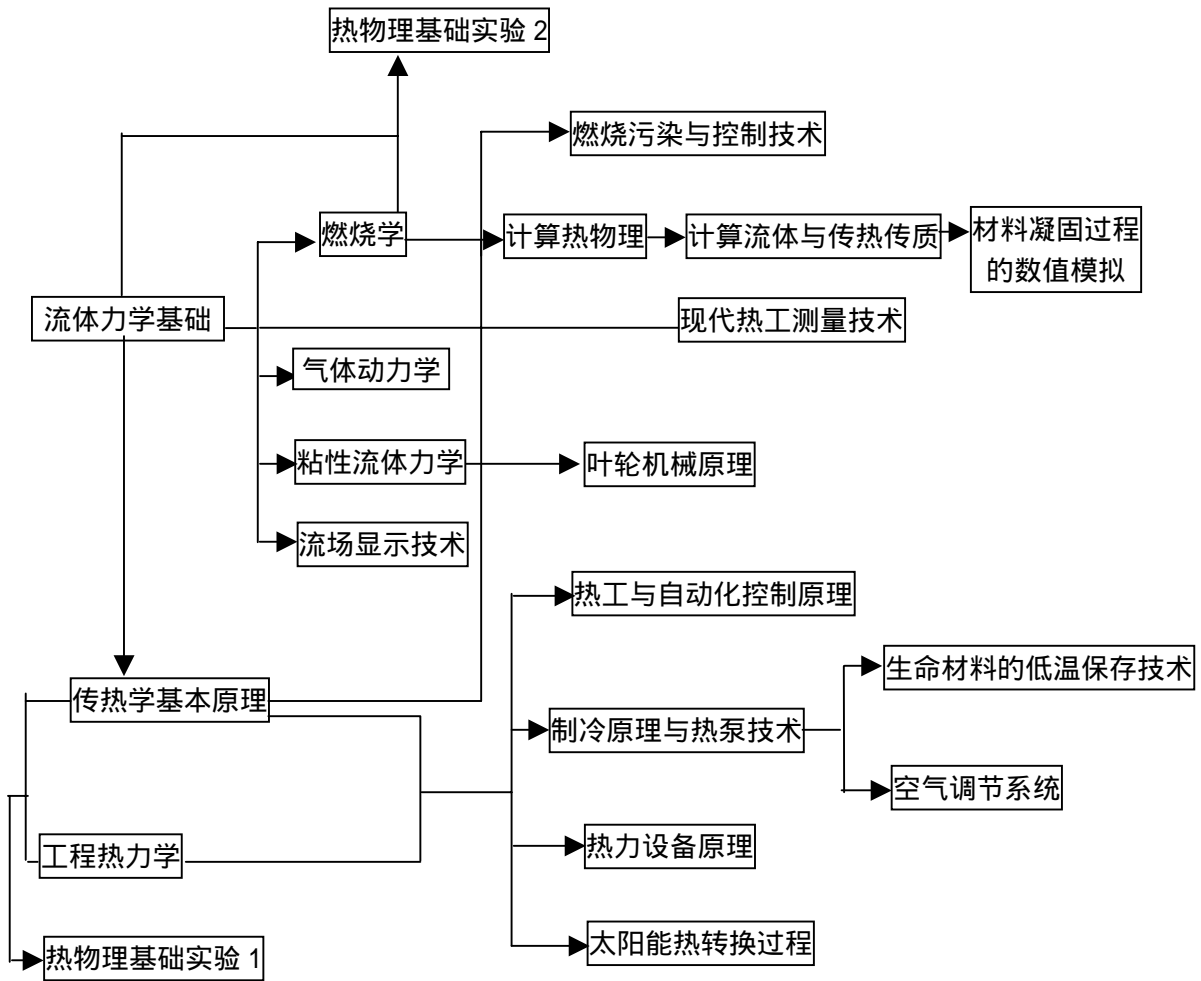 热物理基础实验 2
燃烧污染与控制技术
燃烧学
计算热物理
计算流体与传热传质
材料凝固过程
的数值模拟
流体力学基础
现代热工测量技术
气体动力学
粘性流体力学
叶轮机械原理
流场显示技术
热工与自动化控制原理
生命材料的低温保存技术
传热学基本原理
制冷原理与热泵技术
空气调节系统
工程热力学
热力设备原理
热物理基础实验 1
太阳能热转换过程